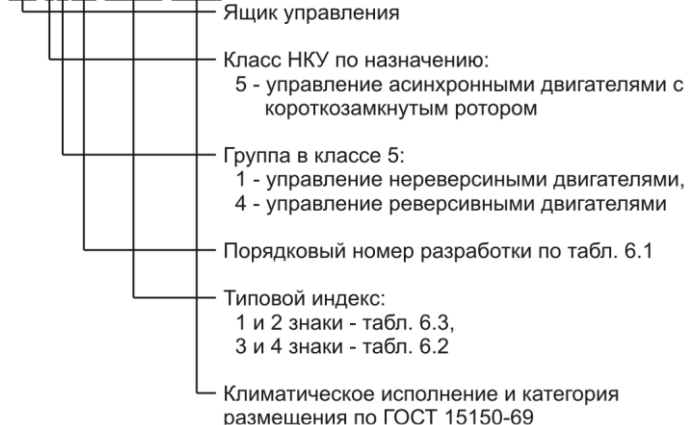 Ящик управления
Класс НКУ по назначению:
5 - управление асинхронными двигателями с
короткозамкнутым ротором
Группа в классе 5:
1 - управление нереверсиными двигателями,
4 - управление реверсивными двигателями
Порядковый номер разработки по табл. 6.1
Типовой индекс:
1 и 2 знаки - табл. 6.3,
3 и 4 знаки - табл. 6.2
Климатическое исполнение и категория
размещения по ГОСТ 15150-69